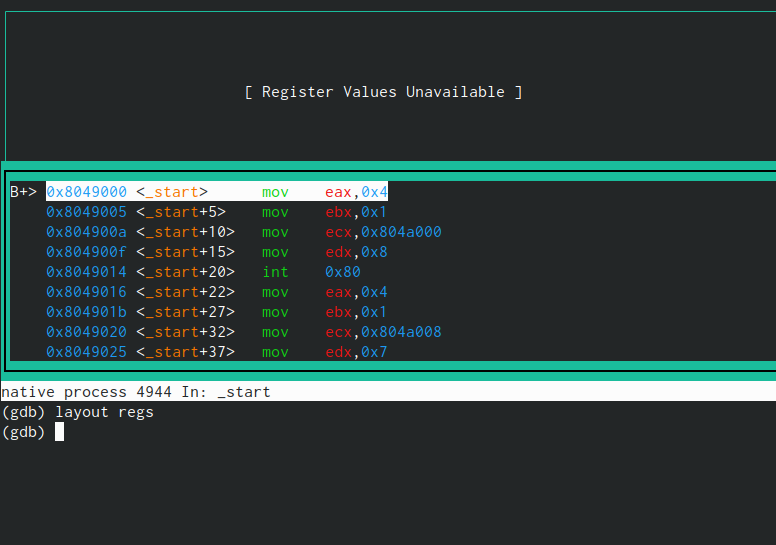 [ Register Values Unavailable ]
B+> 0x8049000 <_start>      mov    eax,0x4
    0x8049005 <_start+5>    mov    ebx,0x1
    0x804900a <_start+10>   mov    ecx,0x804a000
    0x804900f <_start+15>   mov    edx,0x8
    0x8049014 <_start+20>   int    0x80
    0x8049016 <_start+22>   mov    eax,0x4
    0x804901b <_start+27>   mov    ebx,0x1
    0x8049020 <_start+32>   mov    ecx,0x804a008
    0x8049025 <_start+37>   mov    edx,0x7
native process 4944 In: _start
(gdb) layout regs
(gdb)